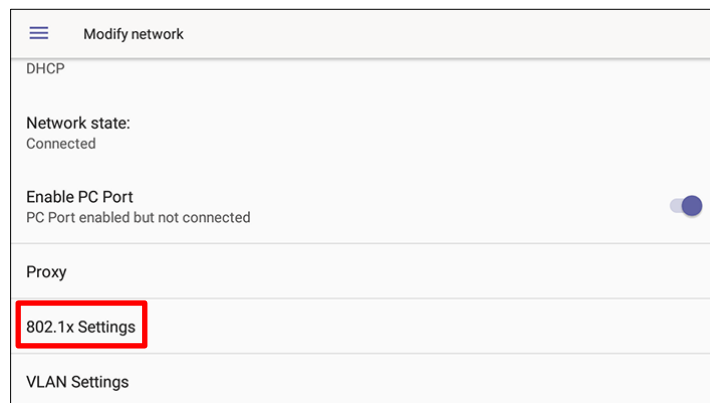 Modify network
DHCP
Network state:
Connected
Enable PC Port
PC Port enabled but not connected
Proxy
802.1x Settings
VLAN Settings